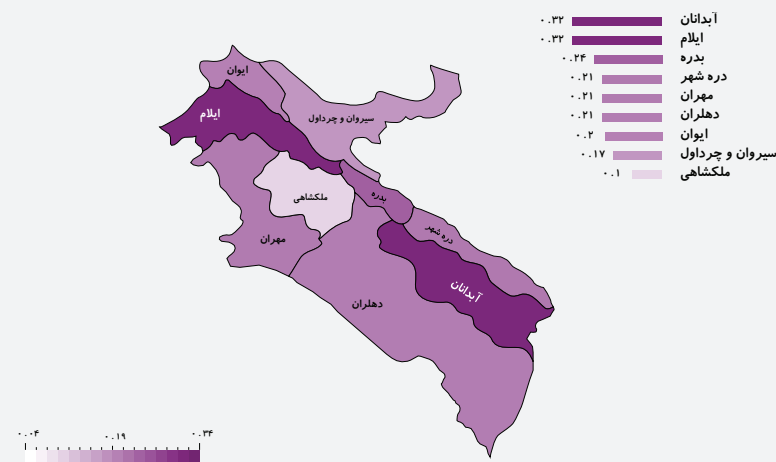 آبدانان ۰.۳۲
ایلام ۰.۳۲
بدره ۰.۲۴
دره شهر ۰.۲۱
مهران ۰.۲۱
دهلران ۰.۲۱
ایوان ۰.۲
سیروان و چرداول ۰.۱۷
ملکشاهی ۰.۱
ایوان
ایلام
سیروان و چرداول
ملکشاهی
بدره
مهران
دره شهر
آبدانان
دهلران
۰.۰۴ ۰.۱۹ ۰.۳۴